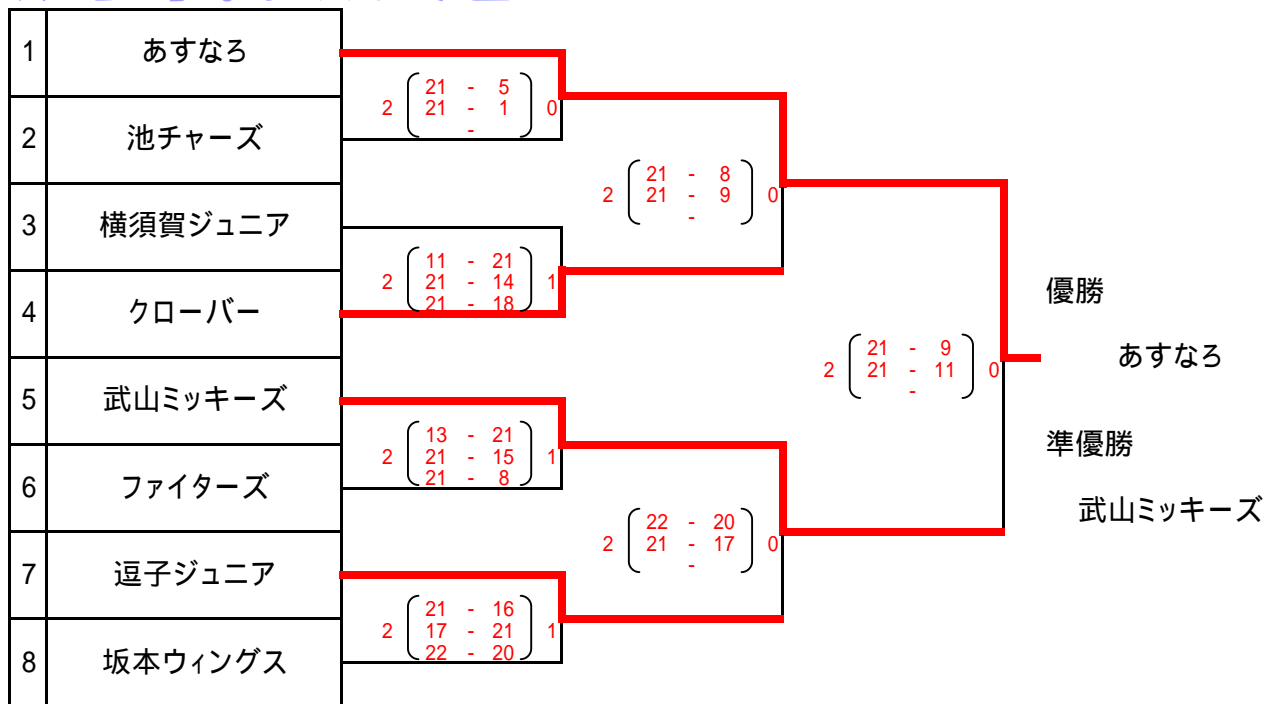 1 あすなろ
21 - 5
2 21 - 1 0
-
2 池チャーズ
21 - 8
2 21 - 9 0
-
3 横須賀ジュニア
11 - 21
2 21 - 14 1
21 - 18
4 クローバー
優勝
あすなろ
21 - 9
2 21 - 11 0
-
5 武山ミッキーズ
13 - 21
2 21 - 15 1
21 - 8
準優勝
武山ミッキーズ
6 ファイターズ
22 - 20
2 21 - 17 0
-
7 逗子ジュニア
21 - 16
2 17 - 21 1
22 - 20
8 坂本ウィングス